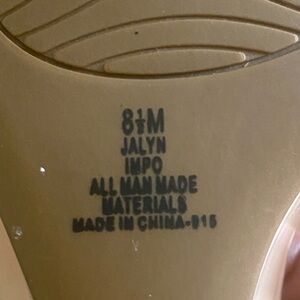 8½M
JALYN
IMPO
ALL MAN MADE
MATERIALS
MADE IN CHINA-915